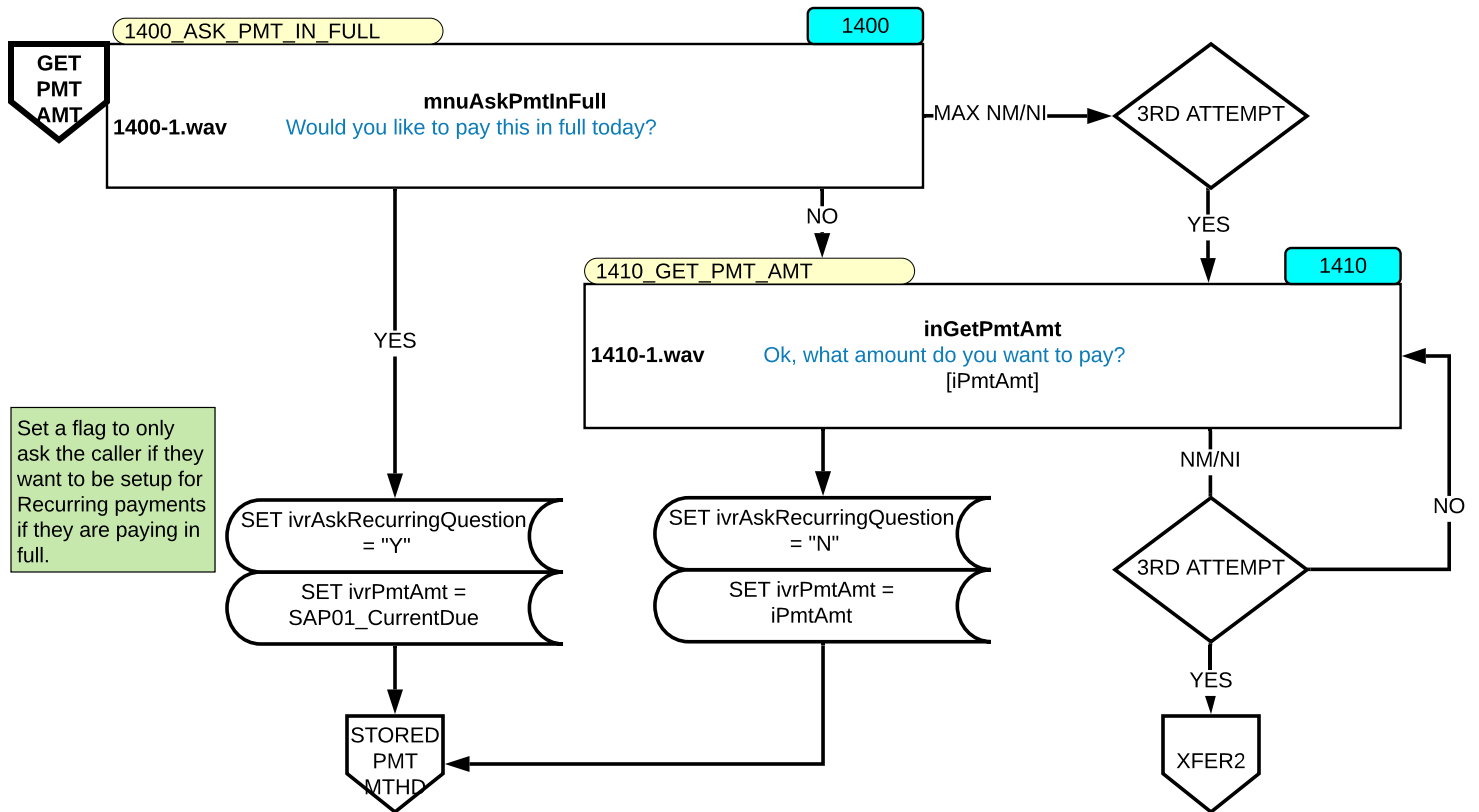 1400_ASK_PMT_IN_FULL
1400
GET
PMT
AMT
mnuAskPmtInFull
1400-1.wav Would you like to pay this in full today?
MAX NM/NI
3RD ATTEMPT
NO
YES
1410_GET_PMT_AMT
1410
inGetPmtAmt
1410-1.wav Ok, what amount do you want to pay?
[iPmtAmt]
YES
Set a flag to only
ask the caller if they
want to be setup for
Recurring payments
if they are paying in
full.
SET ivrAskRecurringQuestion
= "Y"
SET ivrPmtAmt =
SAP01_CurrentDue
SET ivrAskRecurringQuestion
= "N"
SET ivrPmtAmt =
iPmtAmt
NM/NI
3RD ATTEMPT
NO
YES
STORED
PMT
MTHD
XFER2